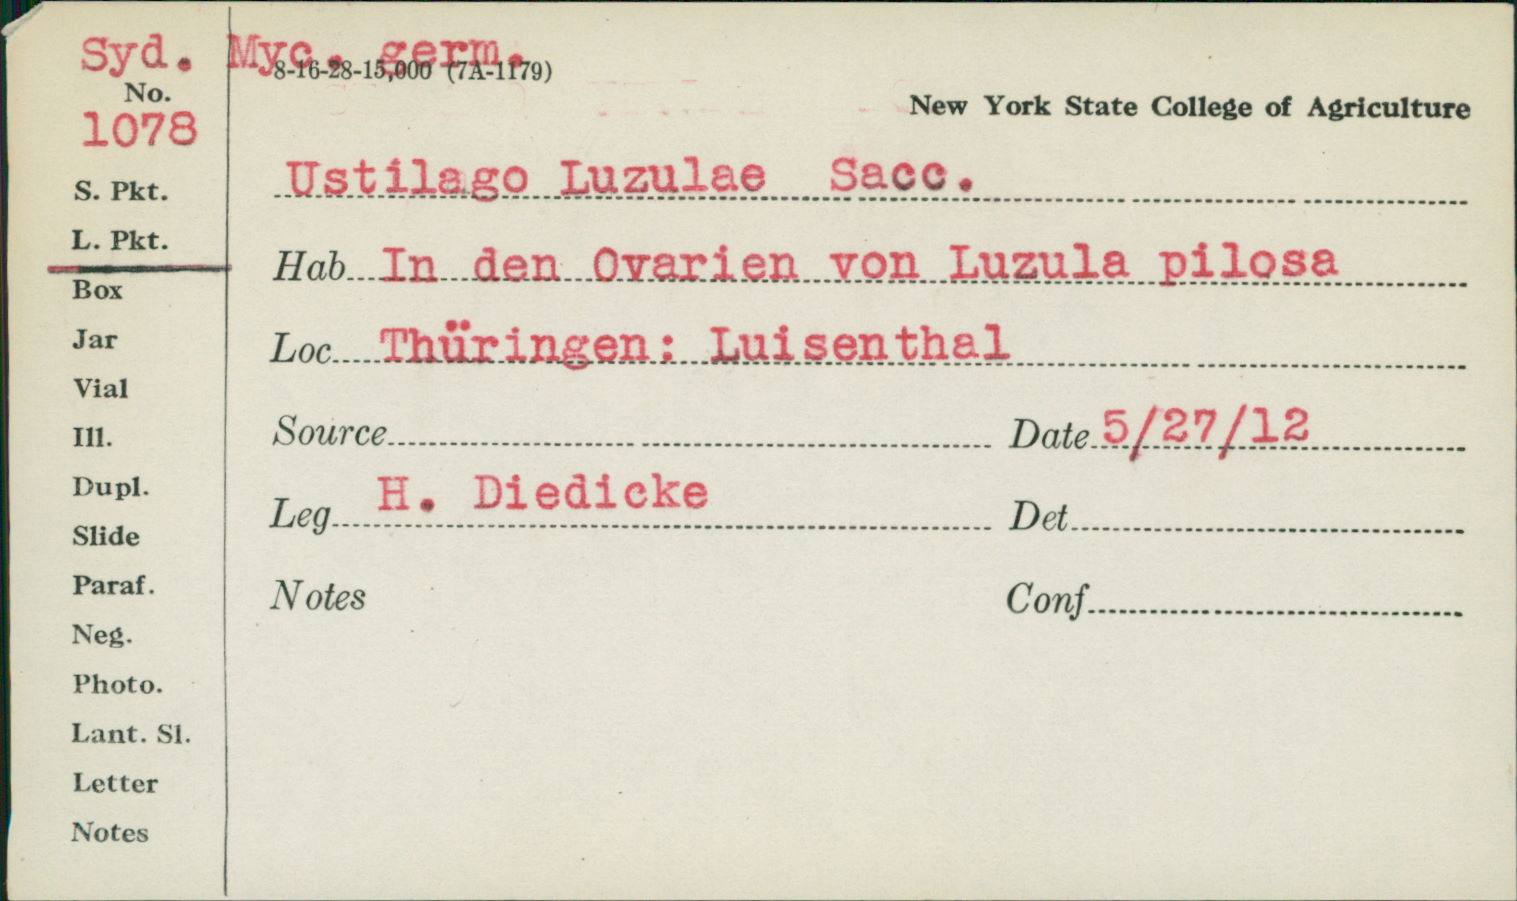 Syd. Myc. germ.
8-16-28-15,000 (7A-1179)
No.
1078
New York State College of Agriculture
S. Pkt.
Ustilago Luzulae Sacc.
L. Pkt.
Hab. In den Ovarien von Luzula pilosa
Box
Jar
Loc. Thüringen: Luisenthal
Vial
Ill.
Source
Date 5/27/12
Dupl.
Leg. H. Diedicke
Det.
Slide
Paraf.
Notes
Conf.
Neg.
Photo.
Lant. Sl.
Letter
Notes